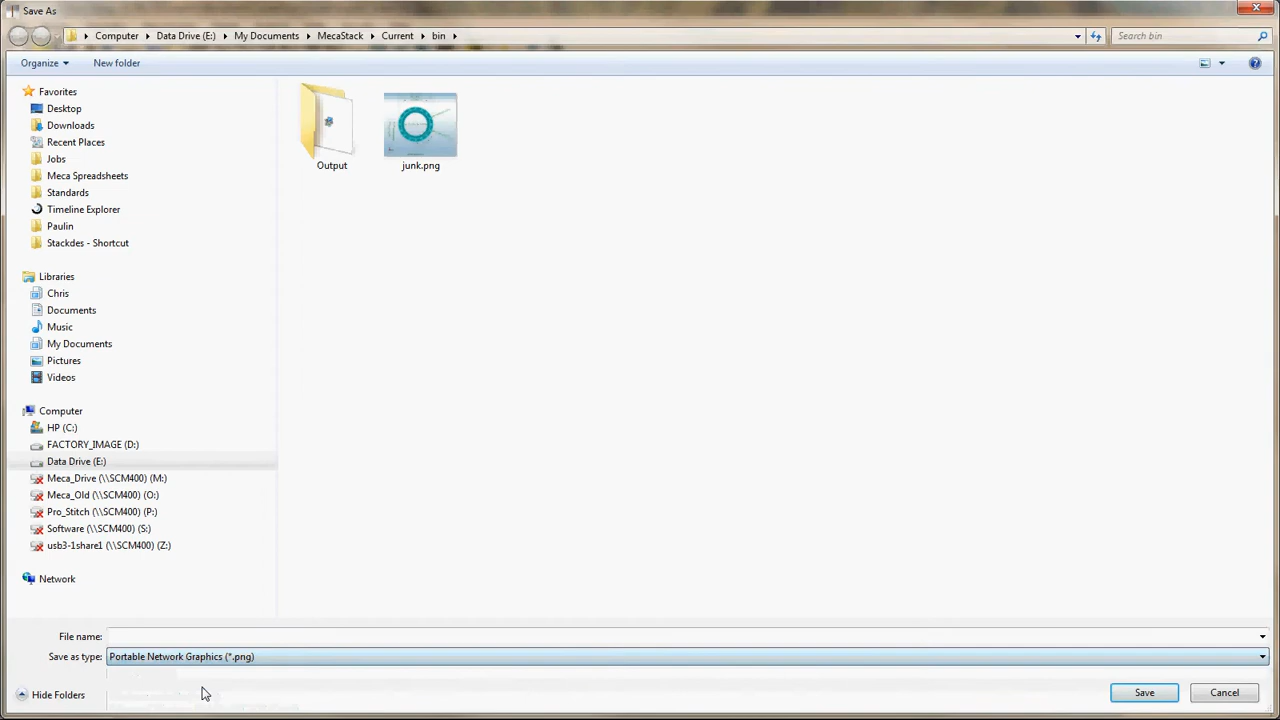 Save As
Computer Data Drive (E:) My Documents MecaStack Current bin
Search bin
Organize New folder
Favorites
Desktop
Downloads
Recent Places
Jobs
Meca Spreadsheets
Standards
Timeline Explorer
Paulin
Stackdes - Shortcut
Libraries
Chris
Documents
Music
My Documents
Pictures
Videos
Computer
HP (C:)
FACTORY_IMAGE (D:)
Data Drive (E:)
Meca_Drive (\\SCM400) (M:)
Meca_Old (\\SCM400) (O:)
Pro_Stitch (\\SCM400) (P:)
Software (\\SCM400) (S:)
usb3-1share1 (\\SCM400) (Z:)
Network
Output
junk.png
File name:
Save as type: Portable Network Graphics (*.png)
Hide Folders
Save
Cancel